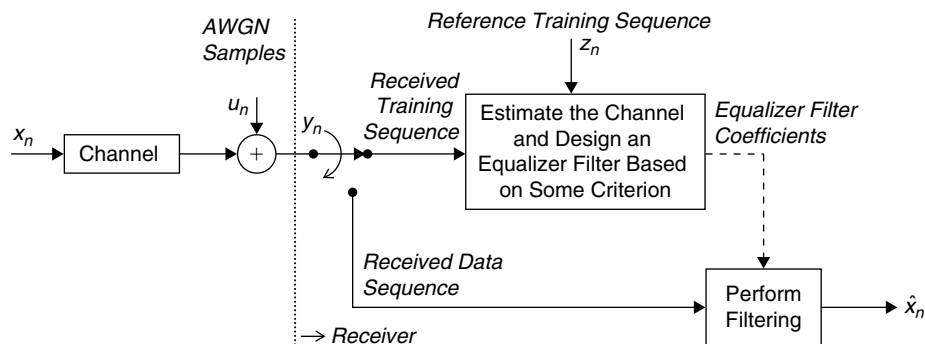 AWGN
Samples
Reference Training Sequence
z_n
u_n
x_n
Channel
+
y_n
Received
Training
Sequence
Estimate the Channel
and Design an
Equalizer Filter Based
on Some Criterion
Equalizer Filter
Coefficients
Received Data
Sequence
Perform
Filtering
x̂_n
Receiver